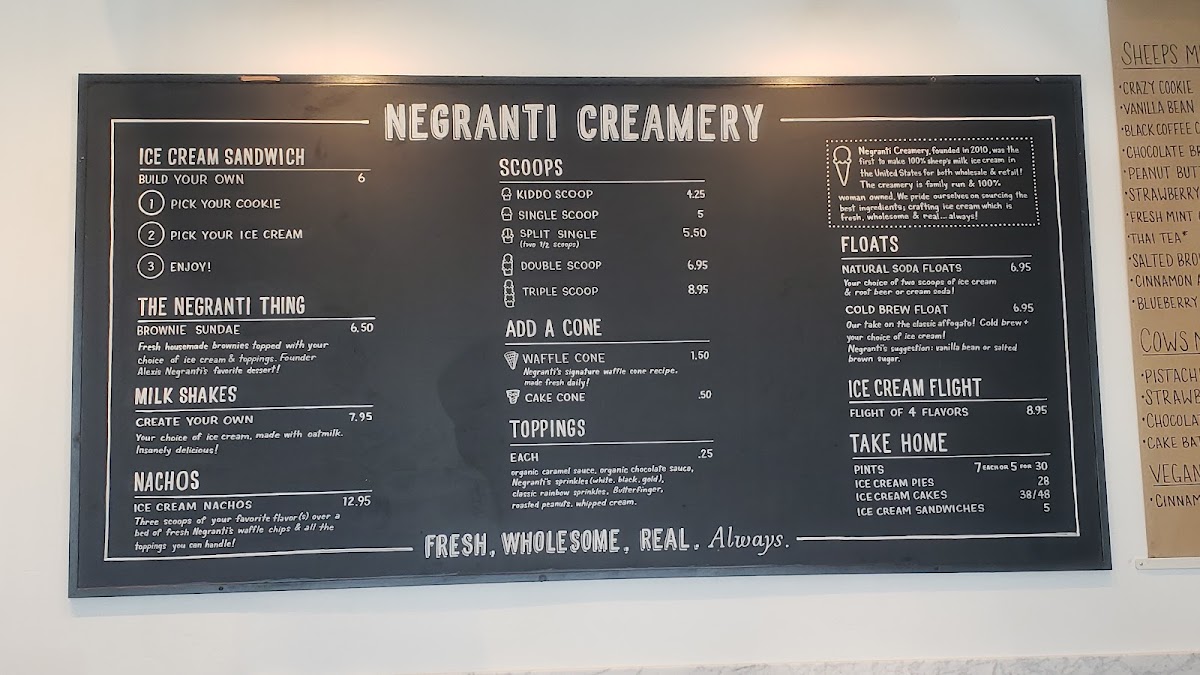 NEGRANTI CREAMERY
ICE CREAM SANDWICH
BUILD YOUR OWN 6
1 PICK YOUR COOKIE
2 PICK YOUR ICE CREAM
3 ENJOY!
THE NEGRANTI THING
BROWNIE SUNDAE 6.50
Fresh housemade brownies topped with your
choice of ice cream & toppings. Founder
Alexis Negranti's favorite dessert!
MILK SHAKES
CREATE YOUR OWN 7.95
Your choice of ice cream, made with oatmilk.
Insanely delicious!
NACHOS
ICE CREAM NACHOS 12.95
Three scoops of your favorite flavor(s) over a
bed of fresh Negranti's waffle chips & all the
toppings you can handle!
SCOOPS
KIDDO SCOOP 4.25
SINGLE SCOOP 5
SPLIT SINGLE 5.50
(two 1/2 scoops)
DOUBLE SCOOP 6.95
TRIPLE SCOOP 8.95
ADD A CONE
WAFFLE CONE 1.50
Negranti's signature waffle cone recipe,
made fresh daily!
CAKE CONE .50
TOPPINGS
EACH .25
organic caramel sauce, organic chocolate sauce,
Negranti's sprinkles (white, black, gold),
classic rainbow sprinkles, Butterfinger,
roasted peanuts, whipped cream.
Negranti Creamery, founded in 2010, was the
first to make 100% sheep's milk ice cream in
the United States for both wholesale & retail!
The creamery is family run & 100%
woman owned. We pride ourselves on sourcing the
best ingredients; crafting ice cream which is
fresh, wholesome & real...always!
FLOATS
NATURAL SODA FLOATS 6.95
Your choice of two scoops of ice cream
& root beer or cream soda!
COLD BREW FLOAT 6.95
Our take on the classic affogato! Cold brew +
your choice of ice cream!
Negranti's suggestion: vanilla bean or salted
brown sugar.
ICE CREAM FLIGHT
FLIGHT OF 4 FLAVORS 8.95
TAKE HOME
PINTS 7 EACH OR 5 FOR 30
ICE CREAM PIES 28
ICE CREAM CAKES 38/48
ICE CREAM SANDWICHES 5
FRESH, WHOLESOME, REAL, Always.
SHEEPS M
•CRAZY COOKIE
•VANILLA BEAN
•BLACK COFFEE C
•CHOCOLATE BR
•PEANUT BUTT
•STRAWBERRY
•FRESH MINT
•THAI TEA*
•SALTED BRO
•CINNAMON A
•BLUEBERRY
COWS M
•PISTACHI
•STRAWB
•CHOCOLA
•CAKE BA
VEGAN
•CINNAM